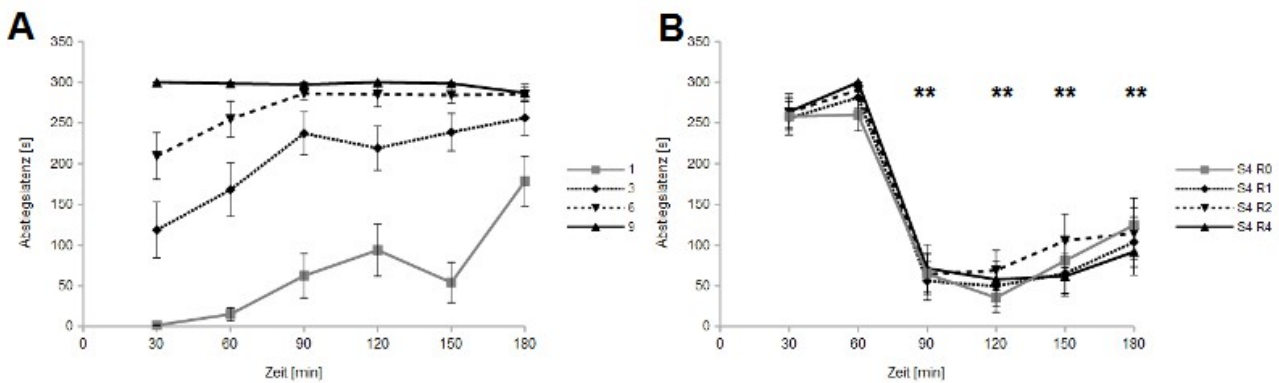 A
350
300
250
200
150
100
50
0
Abstiegslatenz [s]
0 30 60 90 120 150 180
Zeit [min]
1
3
6
9
B
350
300
250
200
150
100
50
0
Abstiegslatenz [s]
** ** ** **
0 30 60 90 120 150 180
Zeit [min]
S4 R0
S4 R1
S4 R2
S4 R4